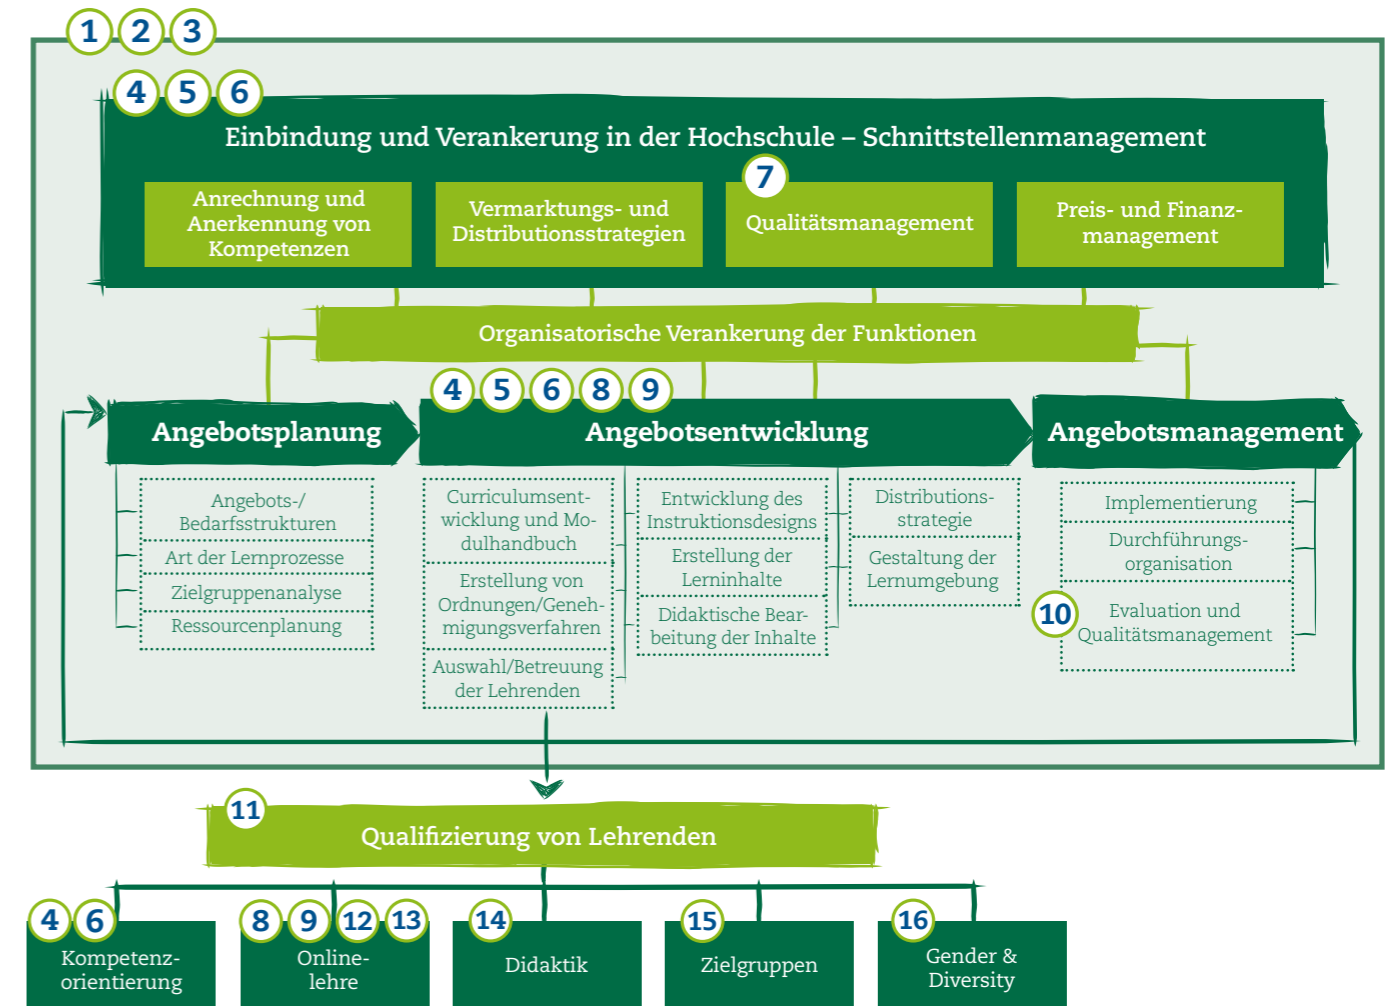 1 2 3
4 5 6
Einbindung und Verankerung in der Hochschule – Schnittstellenmanagement
Anrechnung und
Anerkennung von
Kompetenzen
Vermarktungs- und
Distributionsstrategien
7
Qualitätsmanagement
Preis- und Finanz-
management
Organisatorische Verankerung der Funktionen
4 5 6 8 9
Angebotsplanung
Angebotsentwicklung
Angebotsmanagement
Angebots-/
Bedarfsstrukturen
Art der Lernprozesse
Zielgruppenanalyse
Ressourcenplanung
Curriculumsent-
wicklung und Mo-
dulhandbuch
Erstellung von
Ordnungen/Geneh-
migungsverfahren
Auswahl/Betreuung
der Lehrenden
Entwicklung des
Instruktionsdesigns
Erstellung der
Lerninhalte
Didaktische Bear-
beitung der Inhalte
Distributions-
strategie
Gestaltung der
Lernumgebung
Implementierung
Durchführungs-
organisation
10
Evaluation und
Qualitätsmanagement
11
Qualifizierung von Lehrenden
4 6
Kompetenz-
orientierung
8 9 12 13
Online-
lehre
14
Didaktik
15
Zielgruppen
16
Gender &
Diversity